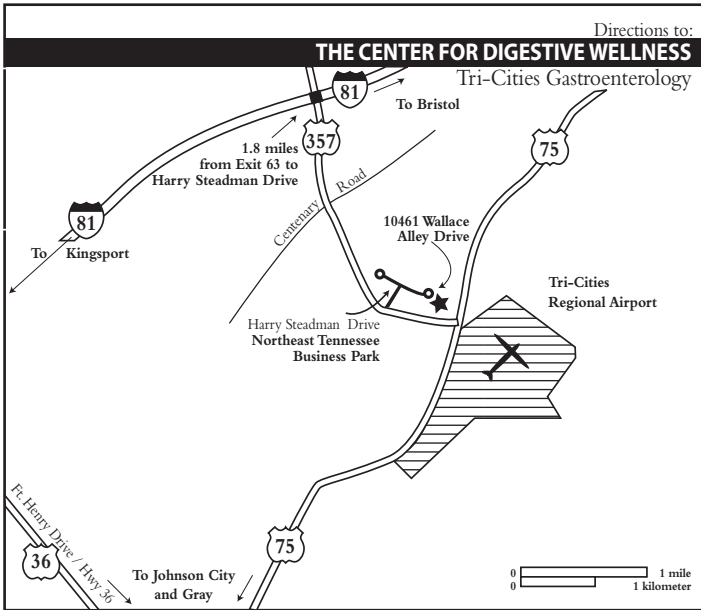 Directions to:
THE CENTER FOR DIGESTIVE WELLNESS
Tri-Cities Gastroenterology
81
To Bristol
357
75
1.8 miles
from Exit 63 to
Harry Steadman Drive
Centenary Road
81
To Kingsport
10461 Wallace
Alley Drive
Tri-Cities
Regional Airport
Harry Steadman Drive
Northeast Tennessee
Business Park
Ft. Henry Drive / Hwy 36
36
75
To Johnson City
and Gray
0 1 mile
0 1 kilometer